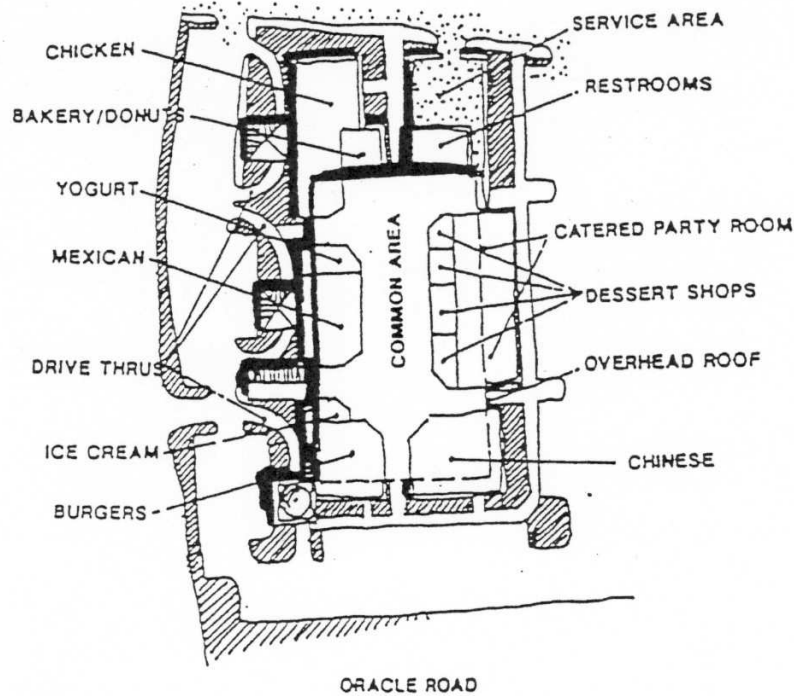 SERVICE AREA
CHICKEN
RESTROOMS
BAKERY/DONUTS
YOGURT
CATERED PARTY ROOM
MEXICAN
COMMON AREA
DESSERT SHOPS
DRIVE THRUS
OVERHEAD ROOF
ICE CREAM
CHINESE
BURGERS
ORACLE ROAD